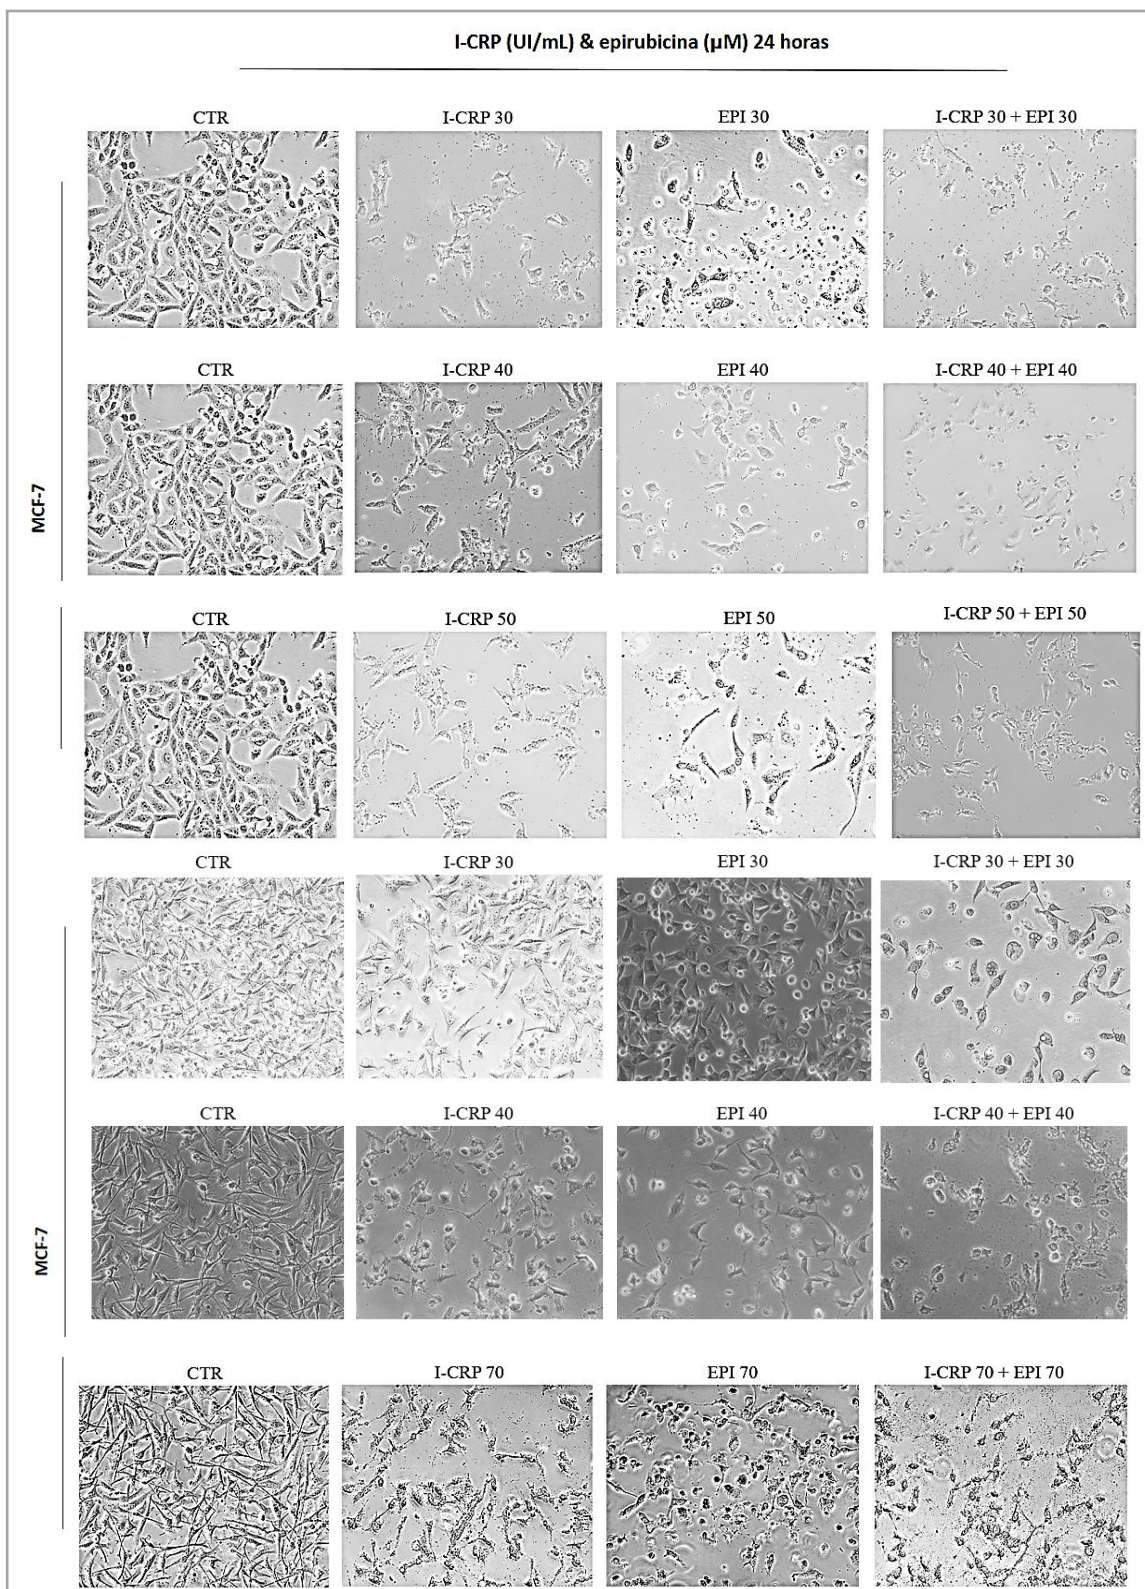 I-CRP (UI/mL) & epirubicina (µM) 24 horas
CTR I-CRP 30 EPI 30 I-CRP 30 + EPI 30
CTR I-CRP 40 EPI 40 I-CRP 40 + EPI 40
MCF-7
CTR I-CRP 50 EPI 50 I-CRP 50 + EPI 50
CTR I-CRP 30 EPI 30 I-CRP 30 + EPI 30
CTR I-CRP 40 EPI 40 I-CRP 40 + EPI 40
MCF-7
CTR I-CRP 70 EPI 70 I-CRP 70 + EPI 70